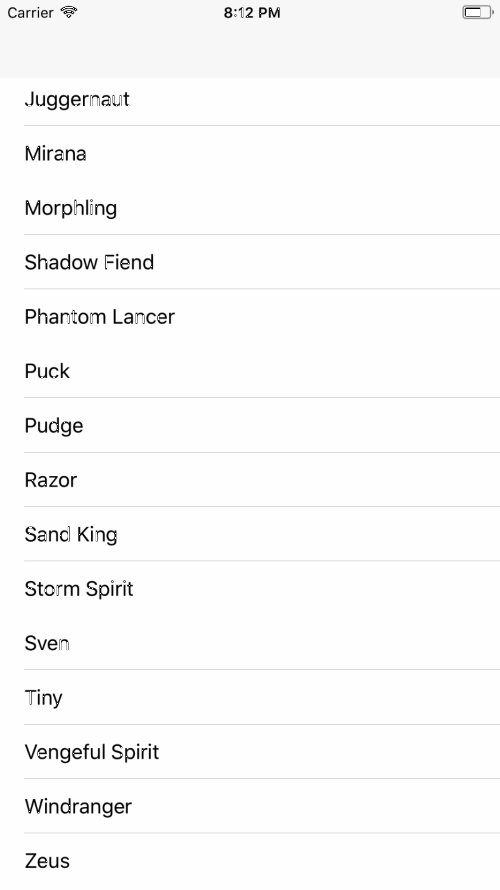 Carrier 8:12 PM
Juggernaut
Mirana
Morphling
Shadow Fiend
Phantom Lancer
Puck
Pudge
Razor
Sand King
Storm Spirit
Sven
Tiny
Vengeful Spirit
Windranger
Zeus